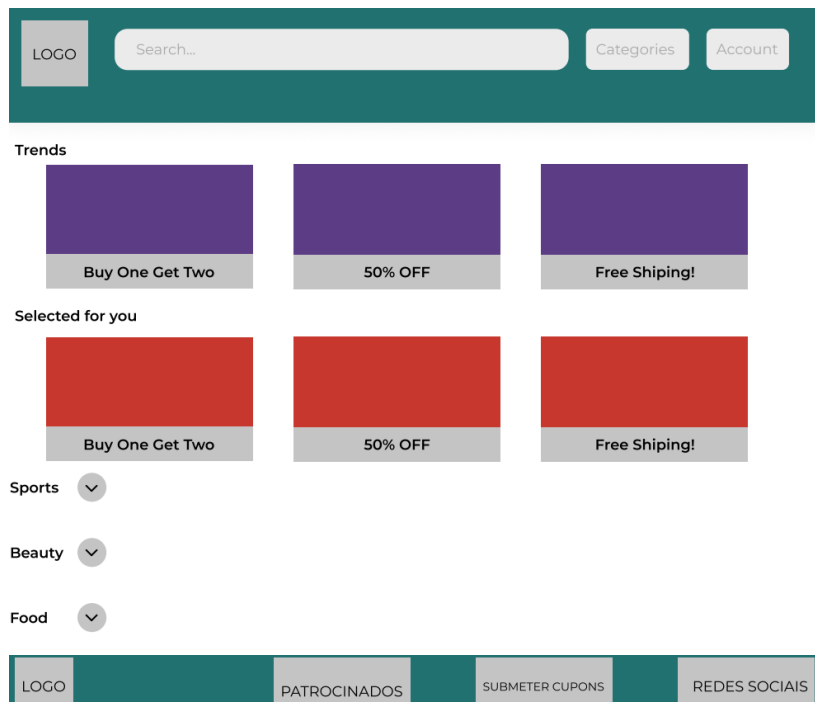 LOGO
Search...
Categories
Account
Trends
Buy One Get Two
50% OFF
Free Shiping!
Selected for you
Buy One Get Two
50% OFF
Free Shiping!
Sports
Beauty
Food
LOGO
PATROCINADOS
SUBMETER CUPONS
REDES SOCIAIS